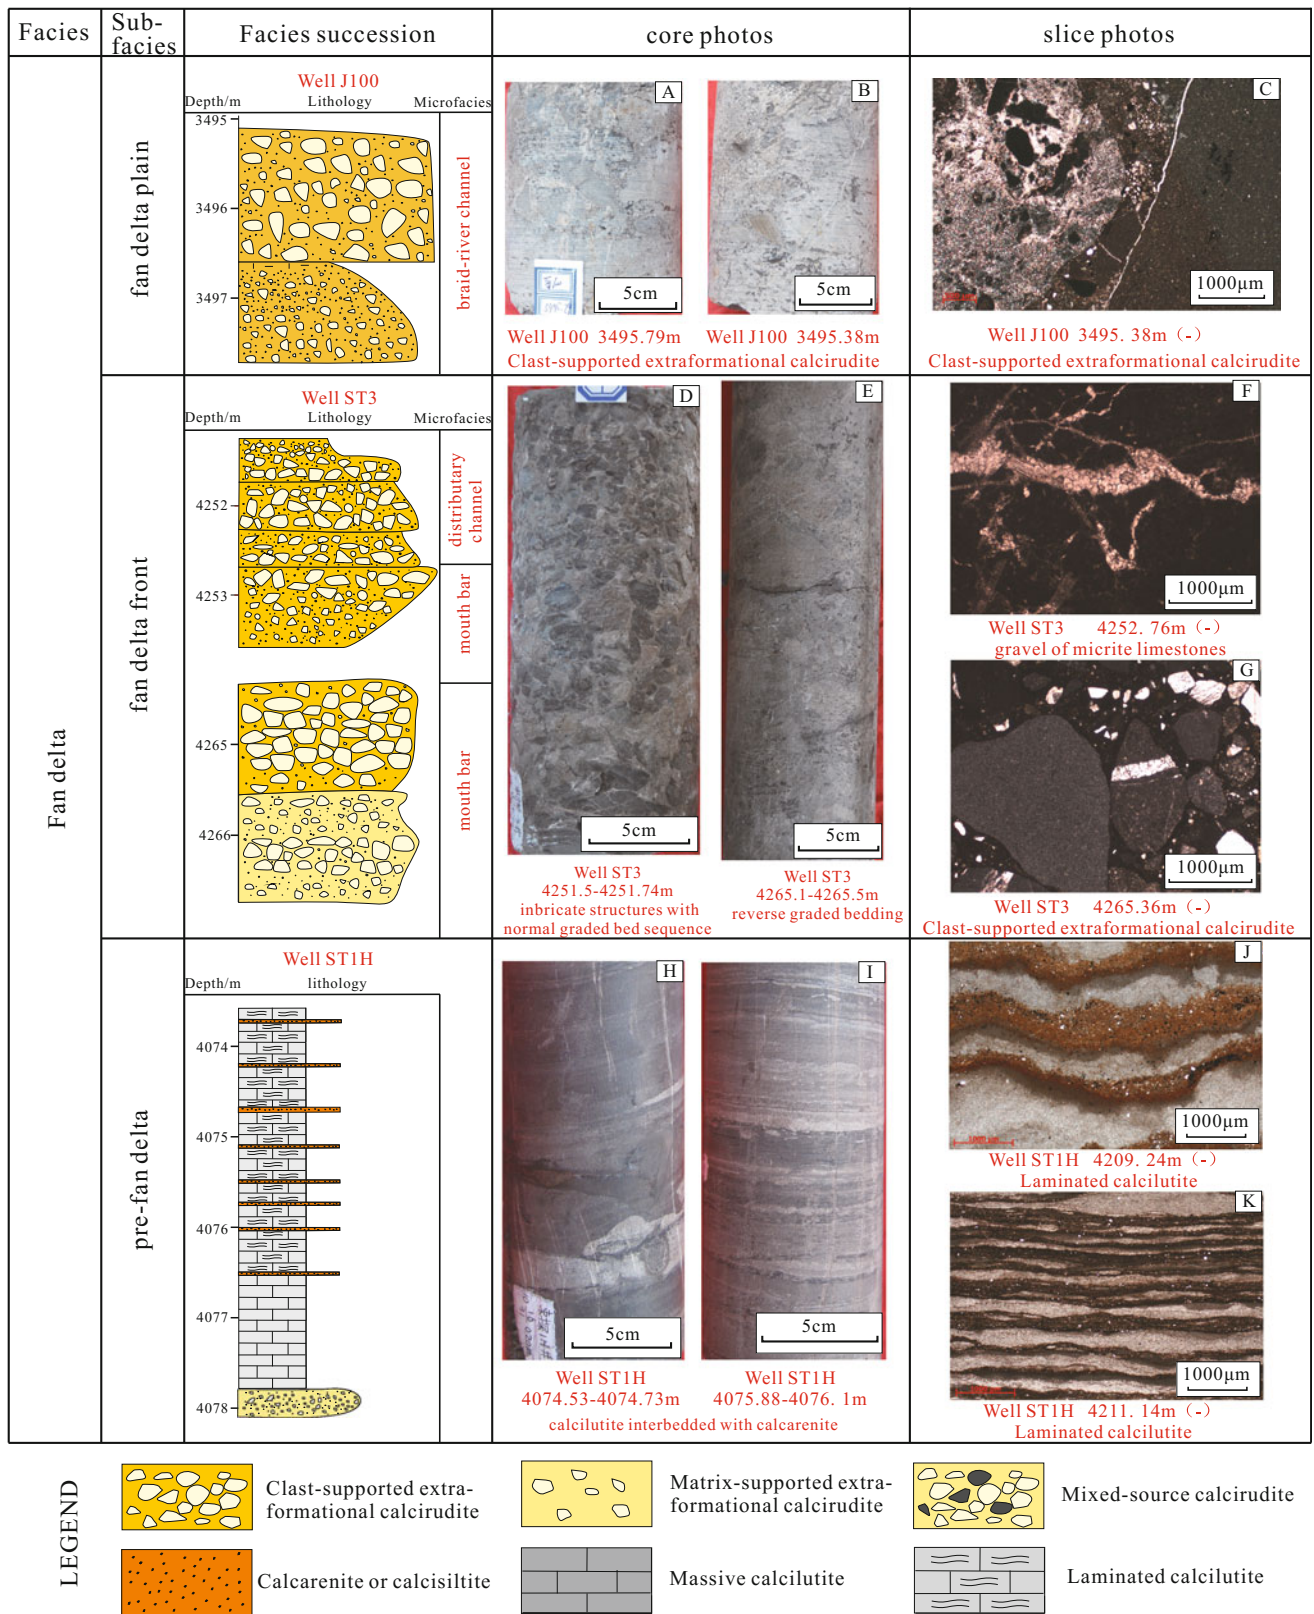 Facies
Sub-
facies
Facies succession
core photos
slice photos
Fan delta
fan delta plain
Well J100
Depth/m
Lithology
Microfacies
3495
3496
3497
braid-river channel
A
5cm
Well J100 3495.79m
B
5cm
Well J100 3495.38m
Clast-supported extraformational calcirudite
C
1000μm
Well J100 3495. 38m (-)
Clast-supported extraformational calcirudite
fan delta front
Well ST3
Depth/m
Lithology
Microfacies
4252
4253
4265
4266
distributary
channel
mouth bar
mouth bar
D
5cm
Well ST3
4251.5-4251.74m
inbricate structures with
normal graded bed sequence
E
5cm
Well ST3
4265.1-4265.5m
reverse graded bedding
F
1000μm
Well ST3 4252. 76m (-)
gravel of micrite limestones
G
1000μm
Well ST3 4265.36m (-)
Clast-supported extraformational calcirudite
pre-fan delta
Well ST1H
Depth/m
lithology
4074
4075
4076
4077
4078
H
5cm
Well ST1H
4074.53-4074.73m
I
5cm
Well ST1H
4075.88-4076. 1m
calcilutite interbedded with calcarenite
J
1000μm
Well ST1H 4209. 24m (-)
Laminated calcilutite
K
1000μm
Well ST1H 4211. 14m (-)
Laminated calcilutite
LEGEND
Clast-supported extra-
formational calcirudite
Matrix-supported extra-
formational calcirudite
Mixed-source calcirudite
Calcarenite or calcisiltite
Massive calcilutite
Laminated calcilutite